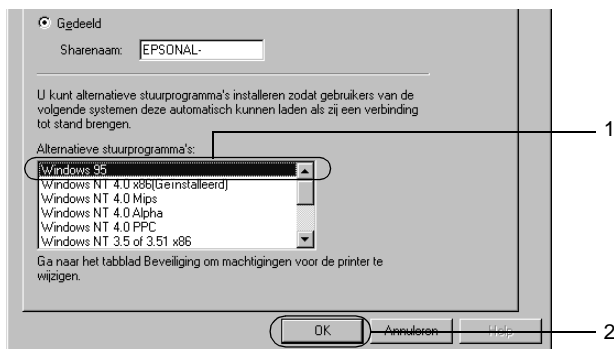 Gedeeld
Sharenaam: EPSONAL-
U kunt alternatieve stuurprogramma's installeren zodat gebruikers van de
volgende systemen deze automatisch kunnen laden als zij een verbinding
tot stand brengen.
1
Alternatieve stuurprogramma's:
Windows 95
Windows NT 4.0 x86(Geïnstalleerd)
Windows NT 4.0 Mips
Windows NT 4.0 Alpha
Windows NT 4.0 PPC
Windows NT 3.5 of 3.51 x86
Ga naar het tabblad Beveiliging om machtigingen voor de printer te
wijzigen.
OK Annuleren Help 2